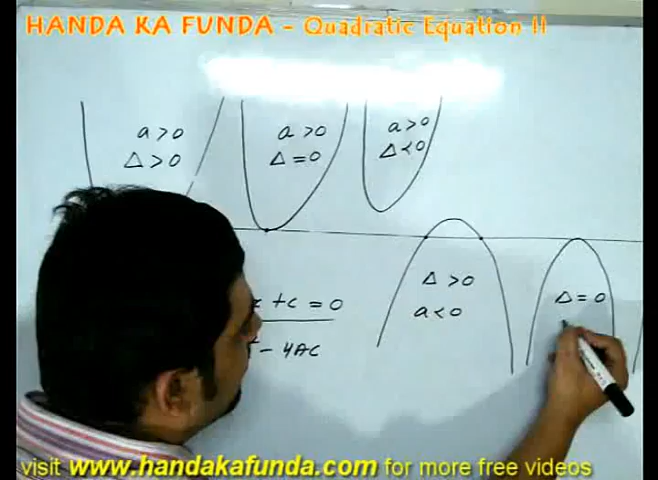 HANDA KA FUNDA - Quadratic Equation II
a > 0
Δ > 0
a > 0
Δ = 0
a > 0
Δ < 0
+ c = 0
- 4AC
Δ > 0
a < 0
Δ = 0
visit www.handakafunda.com for more free videos